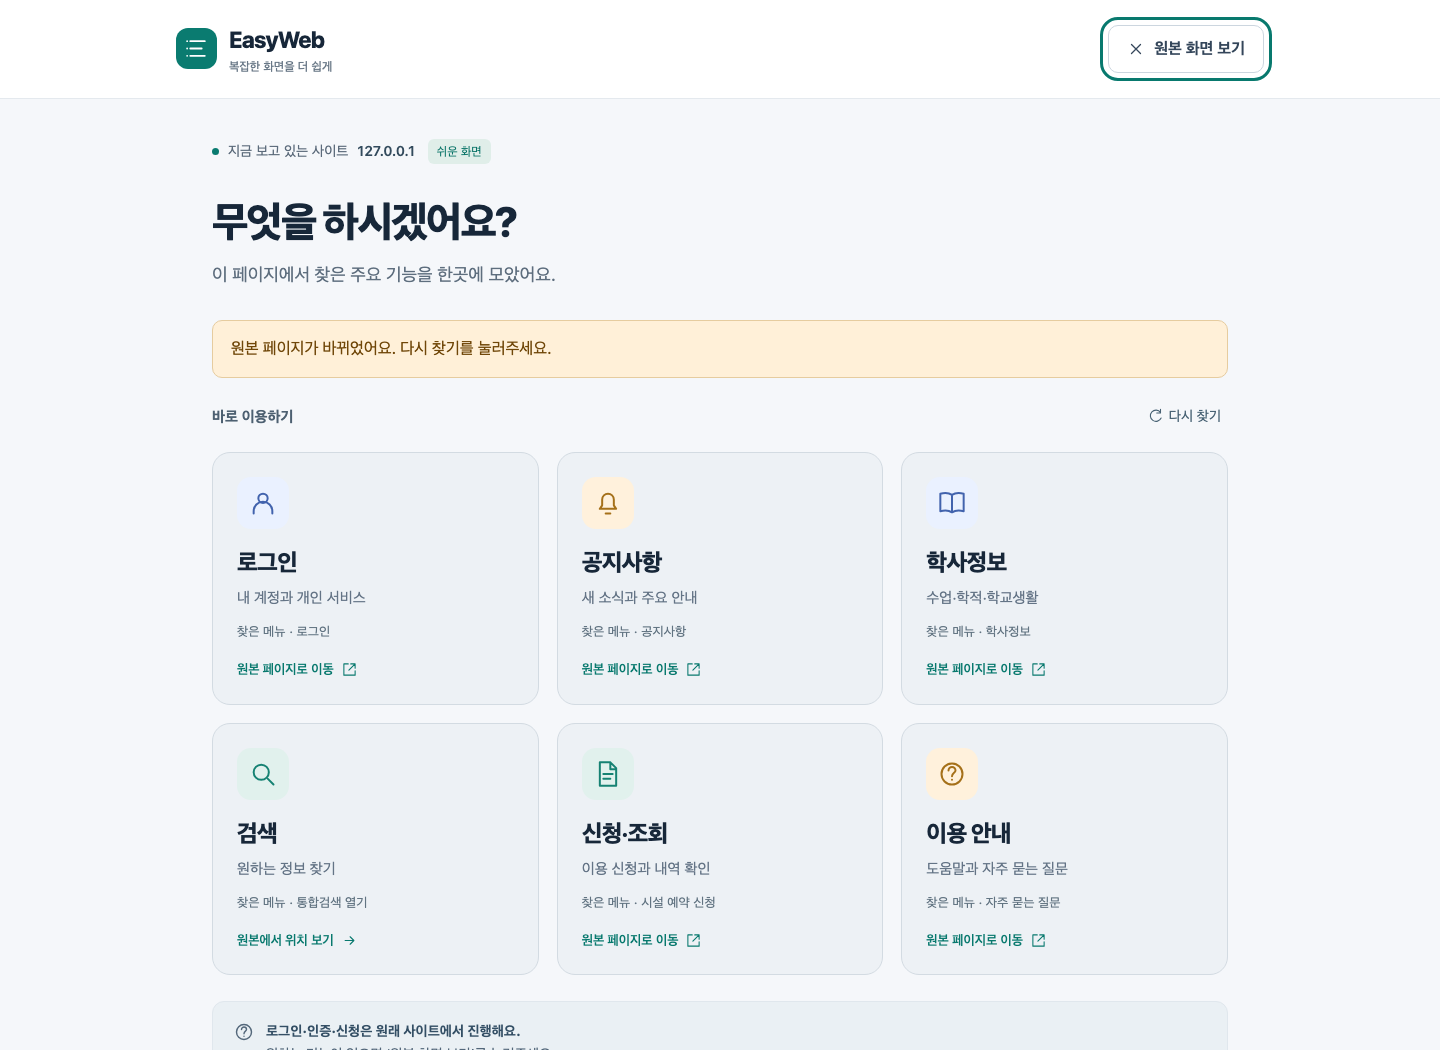 EasyWeb
복잡한 화면을 더 쉽게
원본 화면 보기
지금 보고 있는 사이트 127.0.0.1 쉬운 화면
무엇을 하시겠어요?
이 페이지에서 찾은 주요 기능을 한곳에 모았어요.
원본 페이지가 바뀌었어요. 다시 찾기를 눌러주세요.
바로 이용하기
다시 찾기
로그인
내 계정과 개인 서비스
찾은 메뉴 · 로그인
원본 페이지로 이동
공지사항
새 소식과 주요 안내
찾은 메뉴 · 공지사항
원본 페이지로 이동
학사정보
수업·학적·학교생활
찾은 메뉴 · 학사정보
원본 페이지로 이동
검색
원하는 정보 찾기
찾은 메뉴 · 통합검색 열기
원본에서 위치 보기
신청·조회
이용 신청과 내역 확인
찾은 메뉴 · 시설 예약 신청
원본 페이지로 이동
이용 안내
도움말과 자주 묻는 질문
찾은 메뉴 · 자주 묻는 질문
원본 페이지로 이동
로그인·인증·신청은 원래 사이트에서 진행해요.